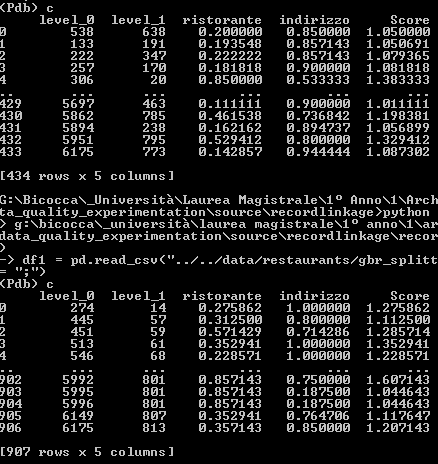 (Pdb) c
level_0 level_1 ristorante indirizzo Score
0 538 638 0.200000 0.850000 1.050000
1 133 191 0.193548 0.857143 1.050691
2 222 347 0.222222 0.857143 1.079365
3 257 170 0.181818 0.900000 1.081818
4 306 20 0.850000 0.533333 1.383333
.. ... ... ... ... ...
429 5697 463 0.111111 0.900000 1.011111
430 5862 785 0.461538 0.736842 1.198381
431 5894 238 0.162162 0.894737 1.056899
432 5951 795 0.529412 0.800000 1.329412
433 6175 773 0.142857 0.944444 1.087302
[434 rows x 5 columns]
G:\Bicocca\_Università\Laurea Magistrale\1° Anno\1\Arch
ta_quality_experimentation\source\recordlinkage>python
> g:\bicocca\_università\laurea magistrale\1° anno\1\ar
data_quality_experimentation\source\recordlinkage\recor
)
-> df1 = pd.read_csv("../../data/restaurants/gbr_splitt
= ";")
(Pdb) c
level_0 level_1 ristorante indirizzo Score
0 274 14 0.275862 1.000000 1.275862
1 445 57 0.312500 0.800000 1.112500
2 451 59 0.571429 0.714286 1.285714
3 513 61 0.352941 1.000000 1.352941
4 546 68 0.228571 1.000000 1.228571
.. ... ... ... ... ...
902 5992 801 0.857143 0.750000 1.607143
903 5995 801 0.857143 0.187500 1.044643
904 5996 801 0.857143 0.187500 1.044643
905 6149 807 0.352941 0.764706 1.117647
906 6175 813 0.357143 0.850000 1.207143
[907 rows x 5 columns]